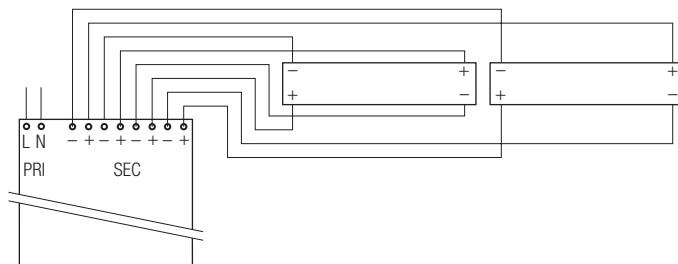 − + − +
+ − + −
L N − + − + − + − +
PRI SEC